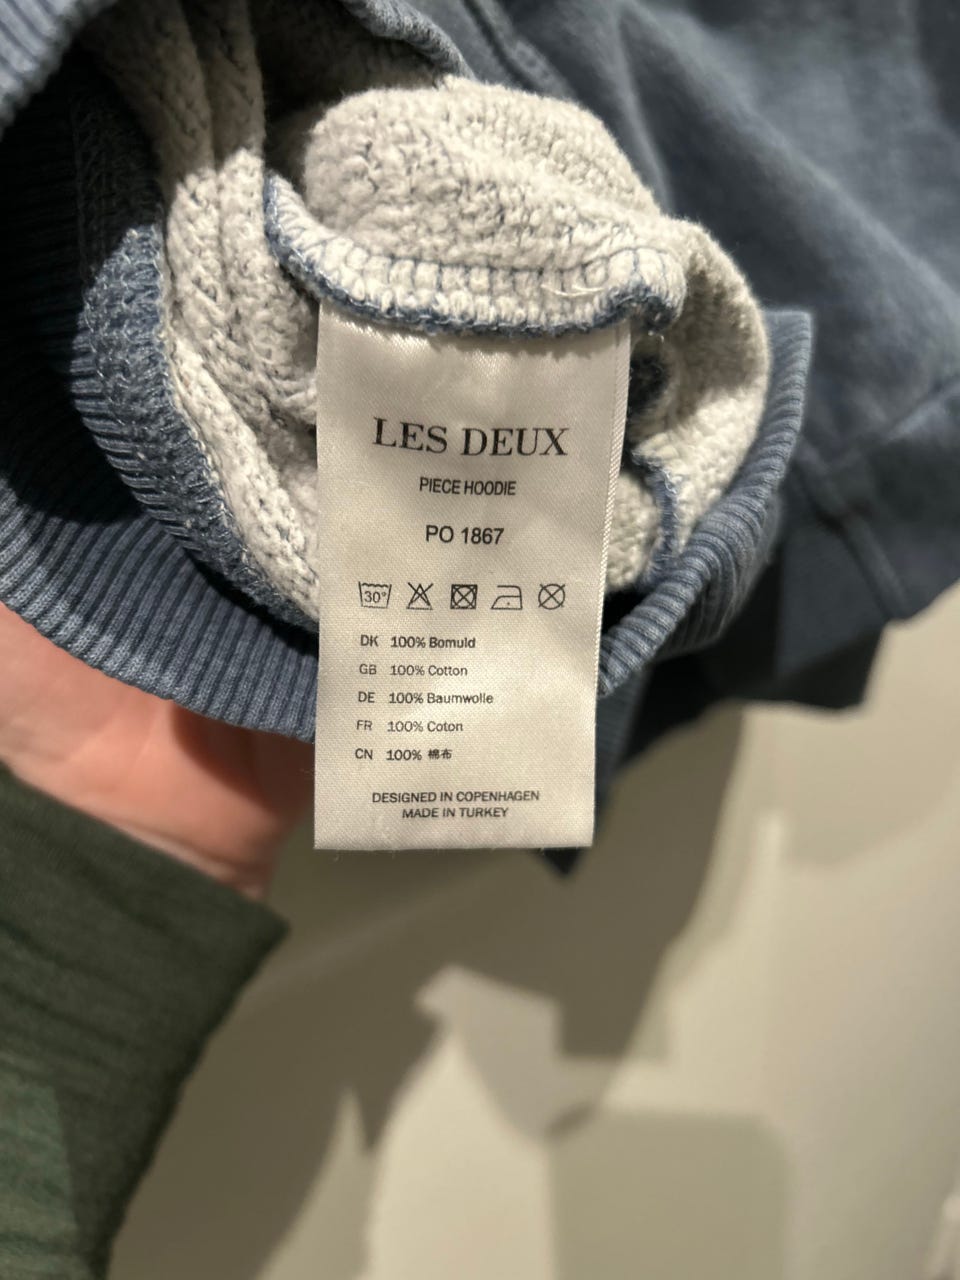 LES DEUX
PIECE HOODIE
PO 1867
30°
DK 100% Bomuld
GB 100% Cotton
DE 100% Baumwolle
FR 100% Coton
CN 100% 棉布
DESIGNED IN COPENHAGEN
MADE IN TURKEY